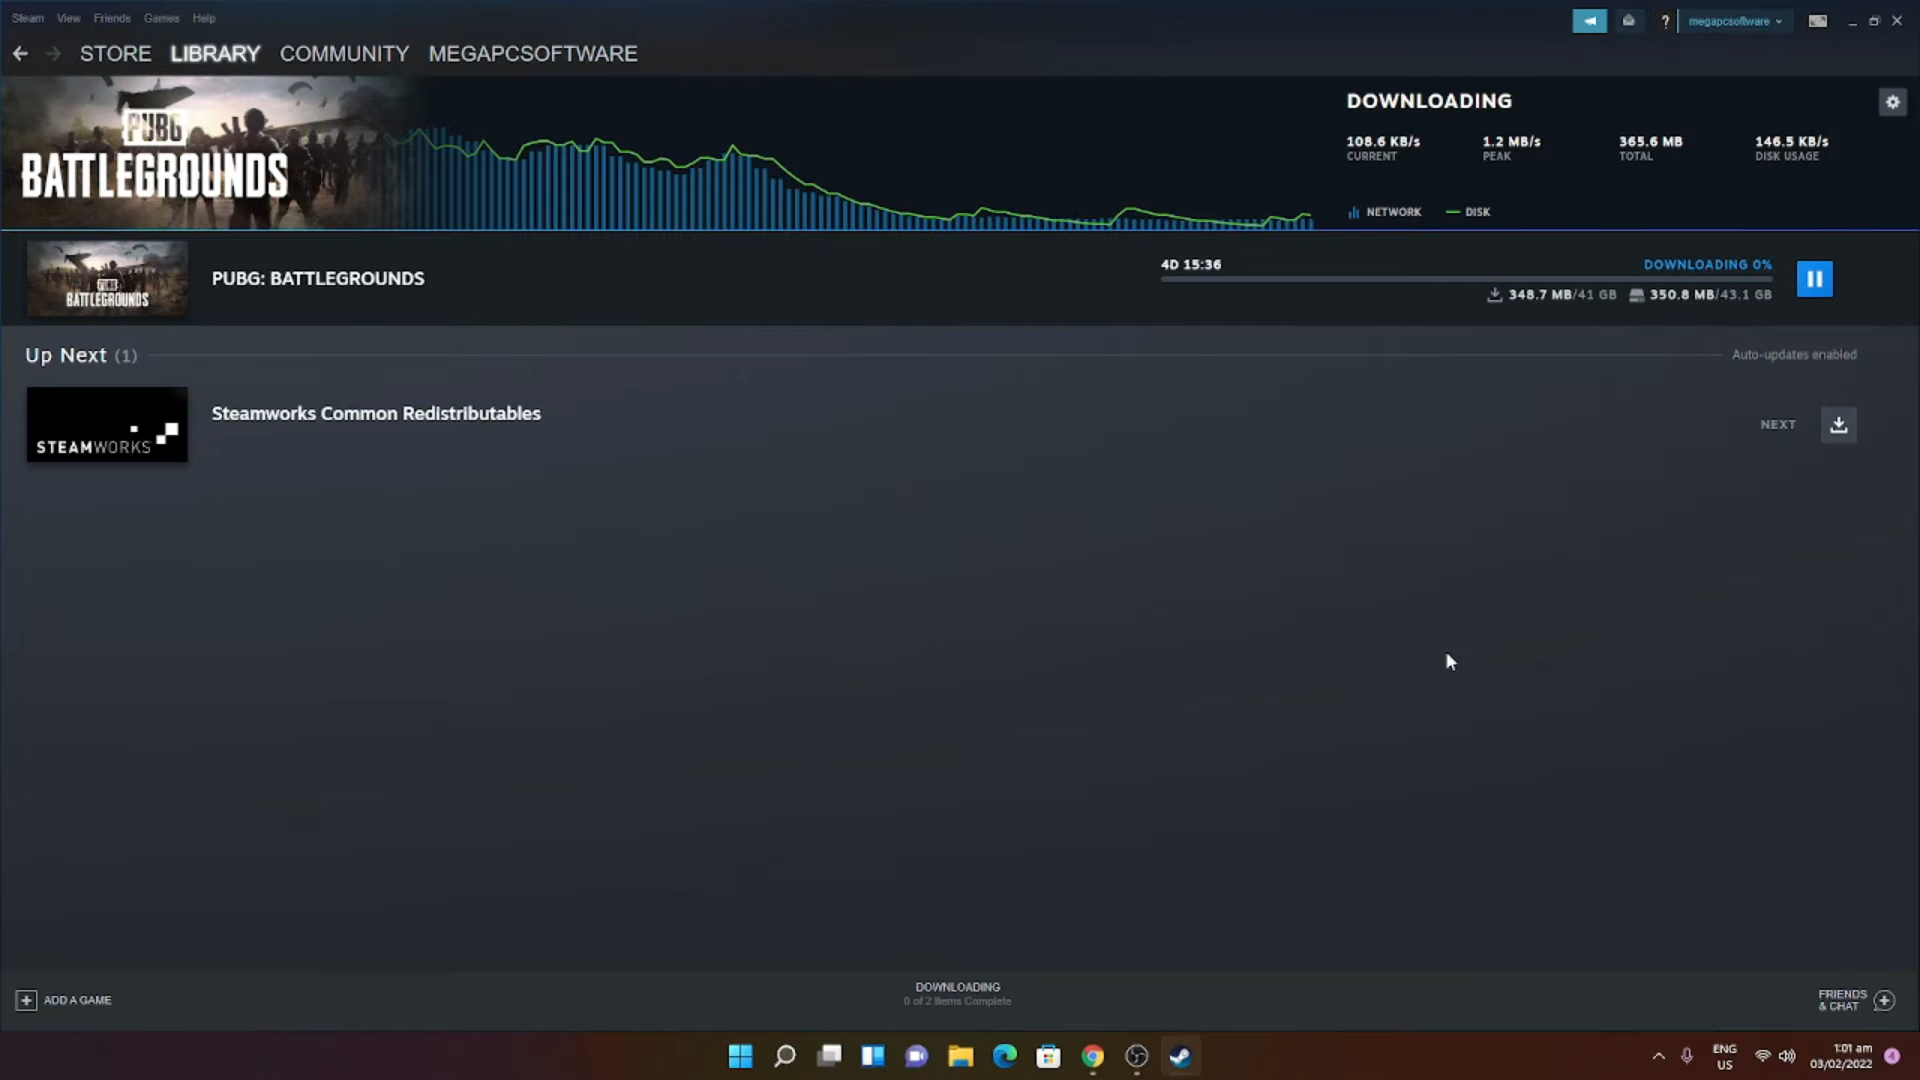 Steam View Friends Games Help
megapcsoftware
STORE LIBRARY COMMUNITY MEGAPCSOFTWARE
PUBG
BATTLEGROUNDS
DOWNLOADING
108.6 KB/s 1.2 MB/s 365.6 MB 146.5 KB/s
CURRENT PEAK TOTAL DISK USAGE
NETWORK DISK
PUBG
BATTLEGROUNDS
PUBG: BATTLEGROUNDS
4D 15:36 DOWNLOADING 0%
348.7 MB/41 GB 350.8 MB/43.1 GB
Up Next (1) Auto-updates enabled
STEAMWORKS
Steamworks Common Redistributables
NEXT
ADD A GAME
DOWNLOADING
0 of 2 Items Complete
FRIENDS
& CHAT
ENG
US
1:01 am
03/02/2022
4